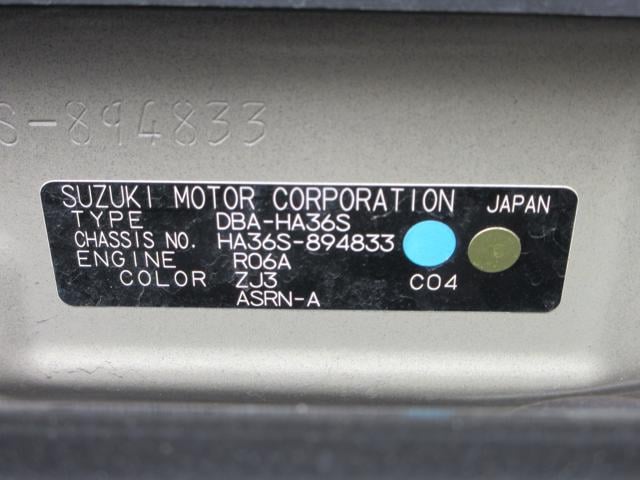 S-894833
SUZUKI MOTOR CORPORATION JAPAN
TYPE DBA-HA36S
CHASSIS NO. HA36S-894833
ENGINE R06A
COLOR ZJ3 C04
ASRN-A